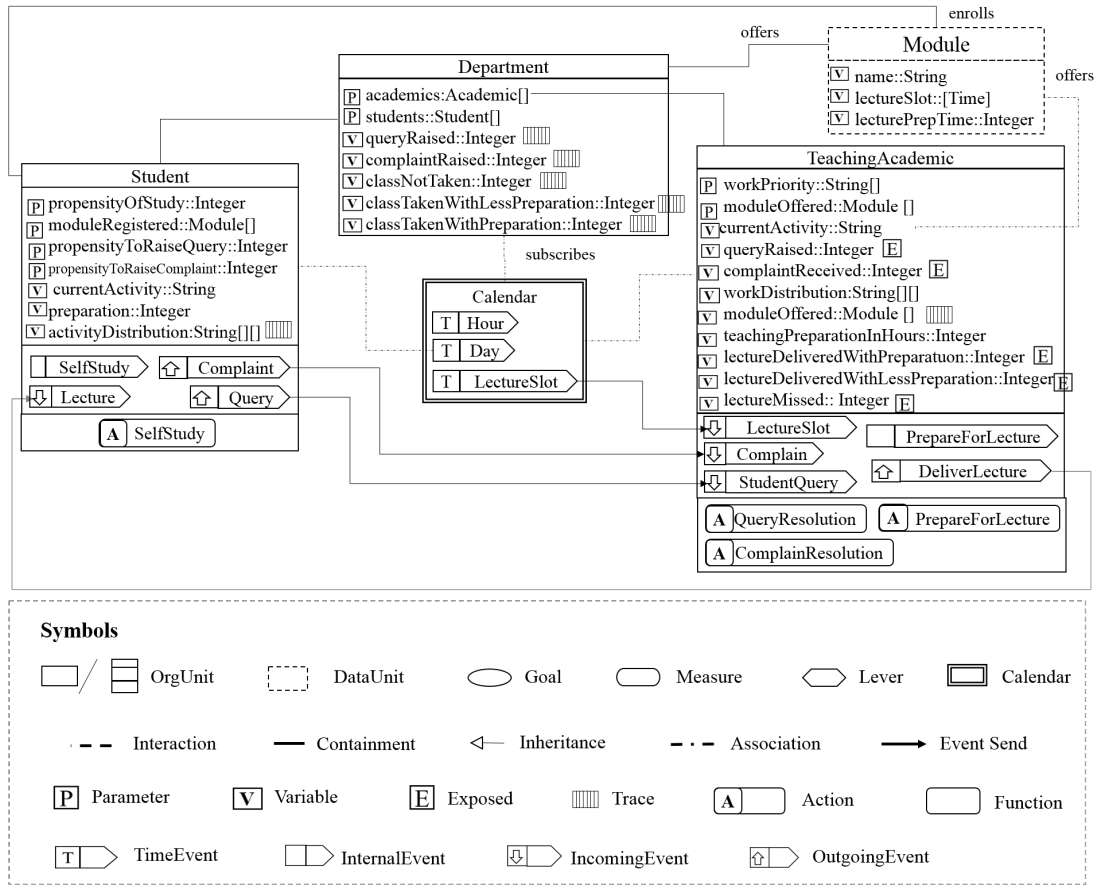 enrolls
offers
Module
name::String
lectureSlot::[Time]
lecturePrepTime::Integer
offers
Department
P academics:Academic[]
P students::Student[]
V queryRaised::Integer
V complaintRaised::Integer
V classNotTaken::Integer
V classTakenWithLessPreparation::Integer
V classTakenWithPreparation::Integer
subscribes
Student
P propensityOfStudy::Integer
P moduleRegistered::Module[]
P propensityToRaiseQuery::Integer
P propensityToRaiseComplaint::Integer
V currentActivity::String
V preparation::Integer
V activityDistribution:String[][]
SelfStudy
Complaint
Lecture
Query
A SelfStudy
Calendar
T Hour
T Day
T LectureSlot
TeachingAcademic
P workPriority::String[]
P moduleOffered::Module []
V currentActivity::String
V queryRaised::Integer E
V complaintReceived::Integer E
V workDistribution:String[][]
V moduleOffered::Module []
V teachingPreparationInHours::Integer
V lectureDeliveredWithPreparatuon::Integer E
V lectureDeliveredWithLessPreparation::Integer E
V lectureMissed:: Integer E
LectureSlot
PrepareForLecture
Complain
DeliverLecture
StudentQuery
A QueryResolution
A PrepareForLecture
A ComplainResolution
Symbols
OrgUnit DataUnit Goal Measure Lever Calendar
Interaction Containment Inheritance Association Event Send
P Parameter V Variable E Exposed Trace A Action Function
T TimeEvent InternalEvent IncomingEvent OutgoingEvent